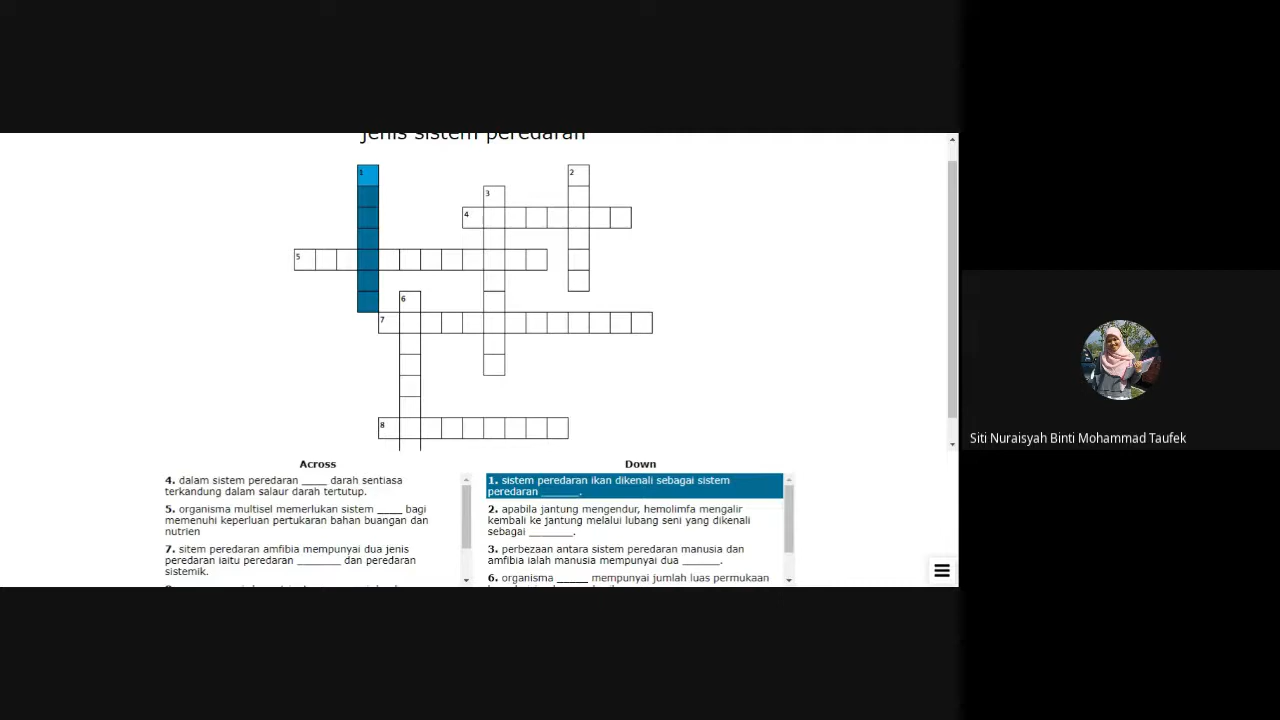 jenis sistem peredaran
1
2
3
4
5
6
7
8
Across
4. dalam sistem peredaran ____ darah sentiasa
terkandung dalam salaur darah tertutup.
5. organisma multisel memerlukan sistem ____ bagi
memenuhi keperluan pertukaran bahan buangan dan
nutrien
7. sitem peredaran amfibia mempunyai dua jenis
peredaran iaitu peredaran _______ dan peredaran
sistemik.
Down
1. sistem peredaran ikan dikenali sebagai sistem
peredaran ______.
2. apabila jantung mengendur, hemolimfa mengalir
kembali ke jantung melalui lubang seni yang dikenali
sebagai _______.
3. perbezaan antara sistem peredaran manusia dan
amfibia ialah manusia mempunyai dua ______.
6. organisma _____ mempunyai jumlah luas permukaan
Siti Nuraisyah Binti Mohammad Taufek